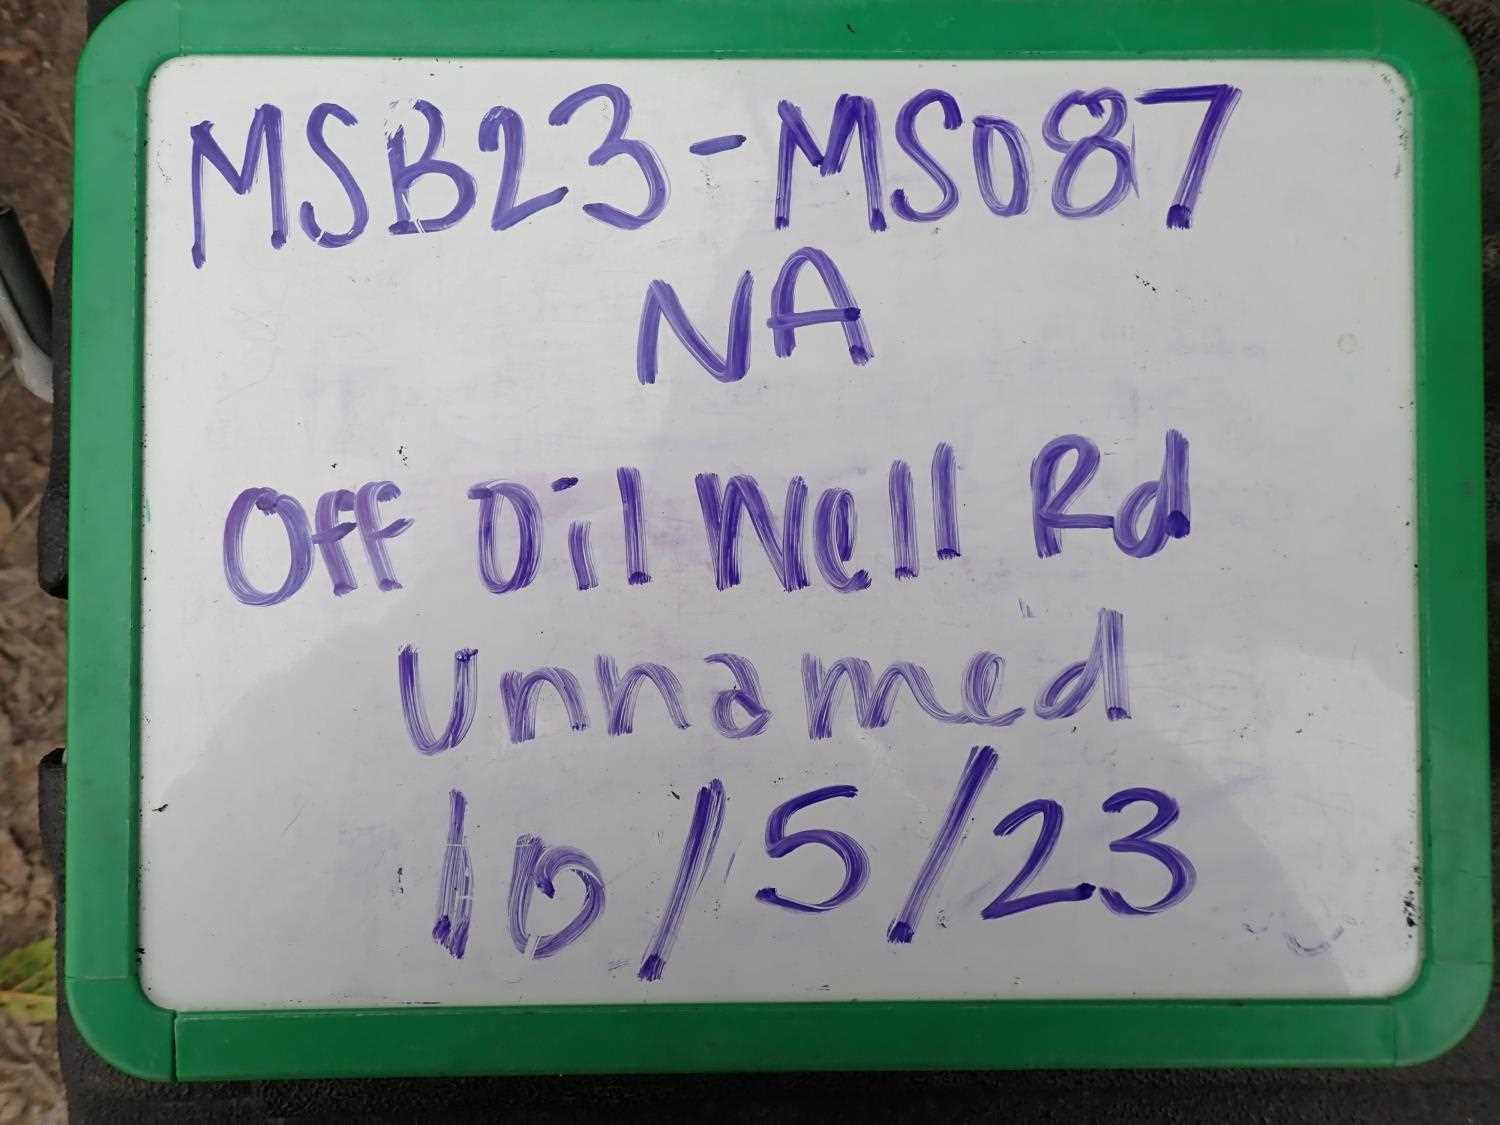 MSB23-MS087
NA
Off Oil Well Rd
Unnamed
10/5/23